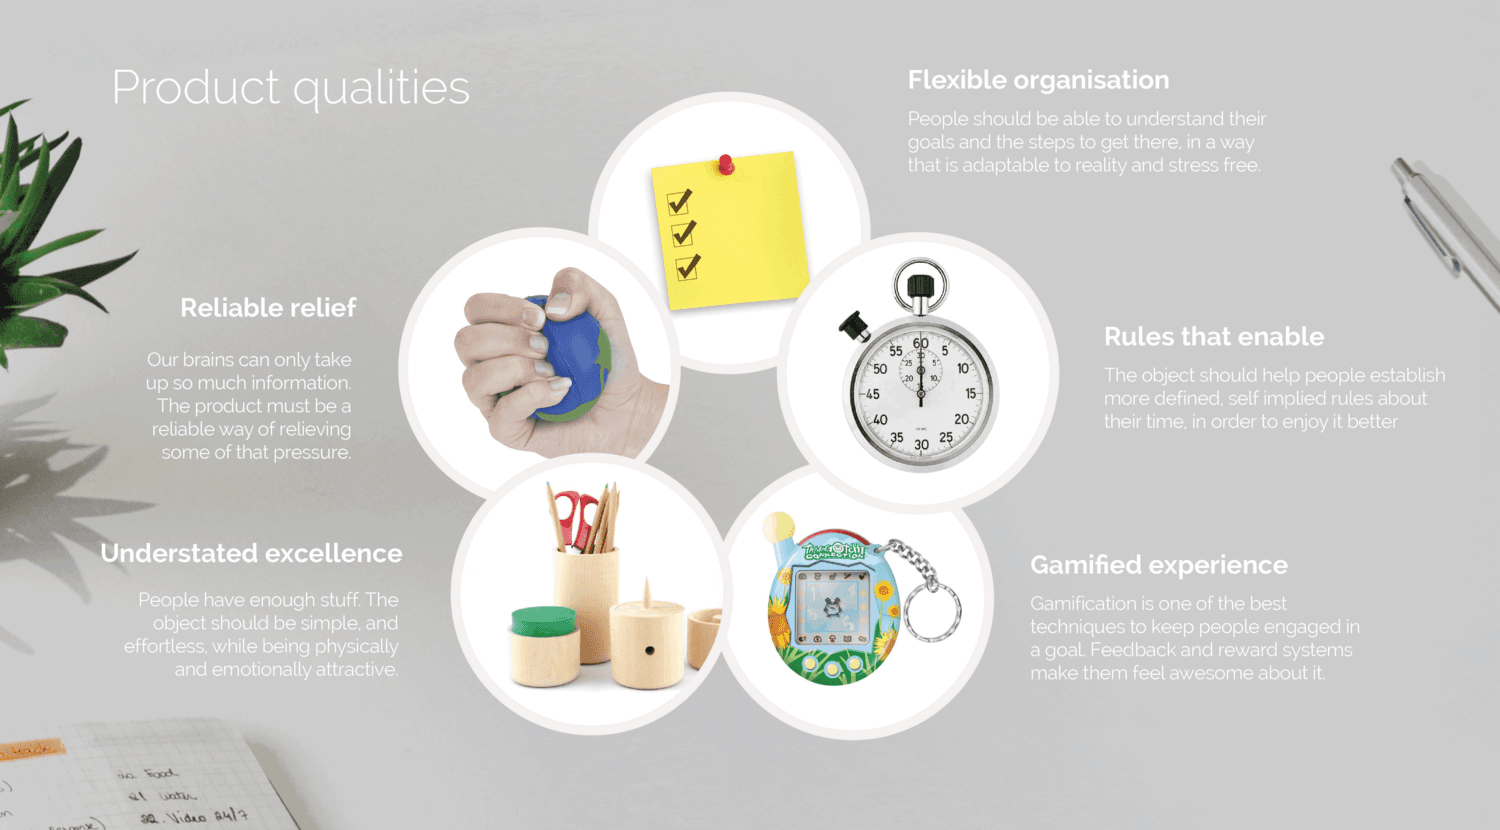 Product qualities
Flexible organisation
People should be able to understand their
goals and the steps to get there, in a way
that is adaptable to reality and stress free.
Reliable relief
Our brains can only take
up so much information.
The product must be a
reliable way of relieving
some of that pressure.
Rules that enable
The object should help people establish
more defined, self implied rules about
their time, in order to enjoy it better
60
5
10
15
20
25
30
35
40
45
50
55
30
5
10
20
25
Understated excellence
People have enough stuff. The
object should be simple, and
effortless, while being physically
and emotionally attractive.
TAMAGOTCHI
CONNECTION
Gamified experience
Gamification is one of the best
techniques to keep people engaged in
a goal. Feedback and reward systems
make them feel awesome about it.
20. Food
21 water
22. Video 24/7